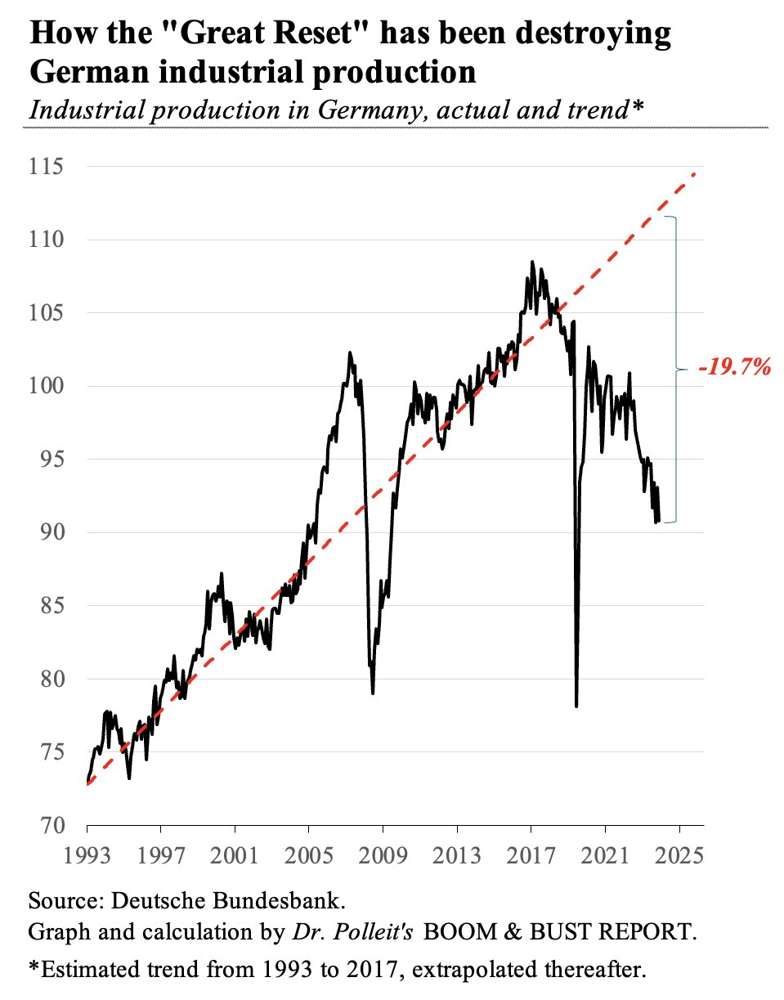 How the "Great Reset" has been destroying
German industrial production
Industrial production in Germany, actual and trend*
115
110
105
100
95
90
85
80
75
70
-19.7%
1993 1997 2001 2005 2009 2013 2017 2021 2025
Source: Deutsche Bundesbank.
Graph and calculation by Dr. Polleit's BOOM & BUST REPORT.
*Estimated trend from 1993 to 2017, extrapolated thereafter.